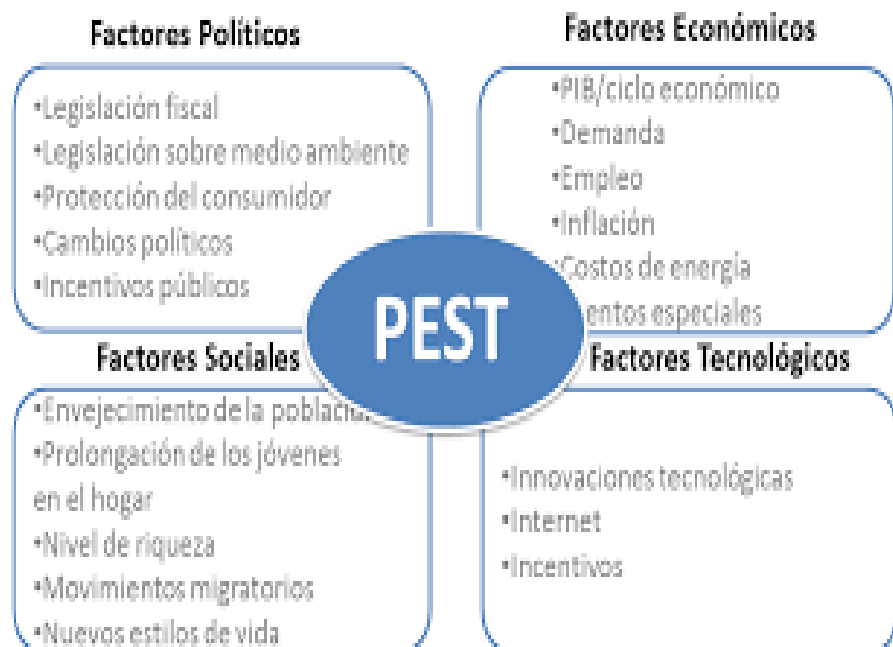 Factores Políticos
•Legislación fiscal
•Legislación sobre medio ambiente
•Protección del consumidor
•Cambios políticos
•Incentivos públicos
Factores Económicos
•PIB/ciclo económico
•Demanda
•Empleo
•Inflación
Costos de energía
entos especiales
PEST
Factores Sociales
•Envejecimiento de la
•Prolongación de los jóvenes
en el hogar
•Nivel de riqueza
•Movimientos migratorios
•Nuevos estilos de vida
Factores Tecnológicos
•Innovaciones tecnológicas
•Internet
•Incentivos